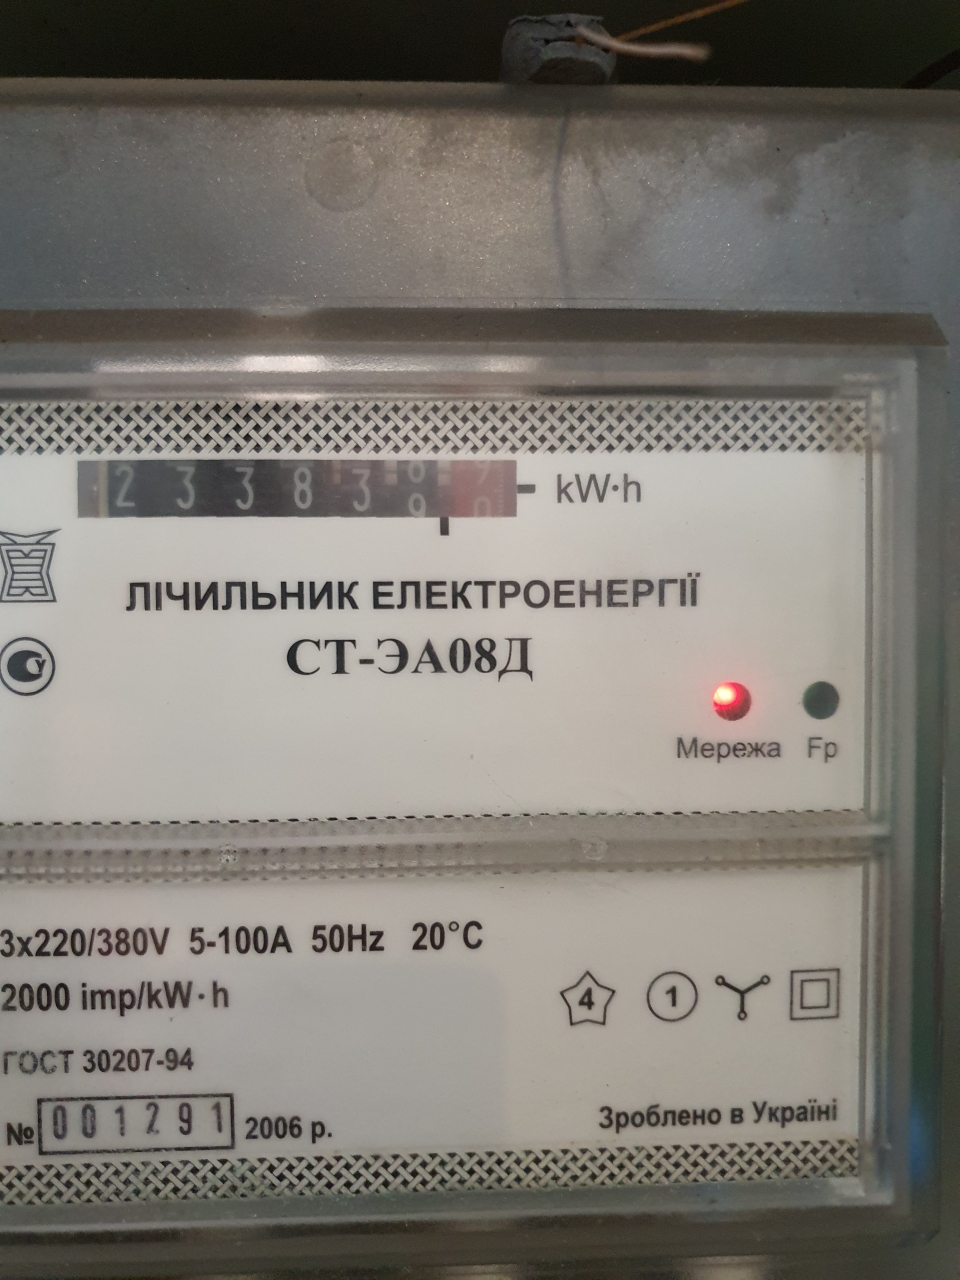 2 3 3 8 3 kW·h
ЛІЧИЛЬНИК ЕЛЕКТРОЕНЕРГІЇ
СТ-ЭА08Д
Мережа Fp
3x220/380V 5-100A 50Hz 20°C
2000 imp/kW·h
4 1
ГОСТ 30207-94
№ 001291 2006 р.
Зроблено в Україні